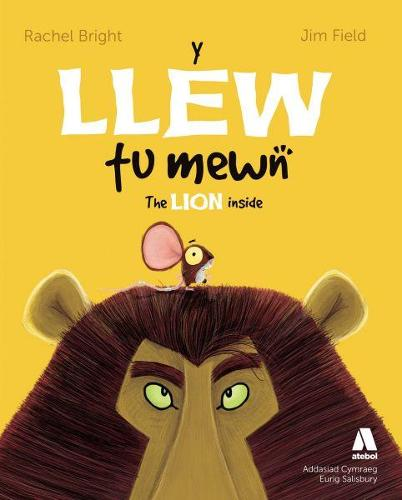 Rachel Bright
Jim Field
Y
LLEW
tu mewn
The LION inside
atebol
Addasiad Cymraeg
Eurig Salisbury